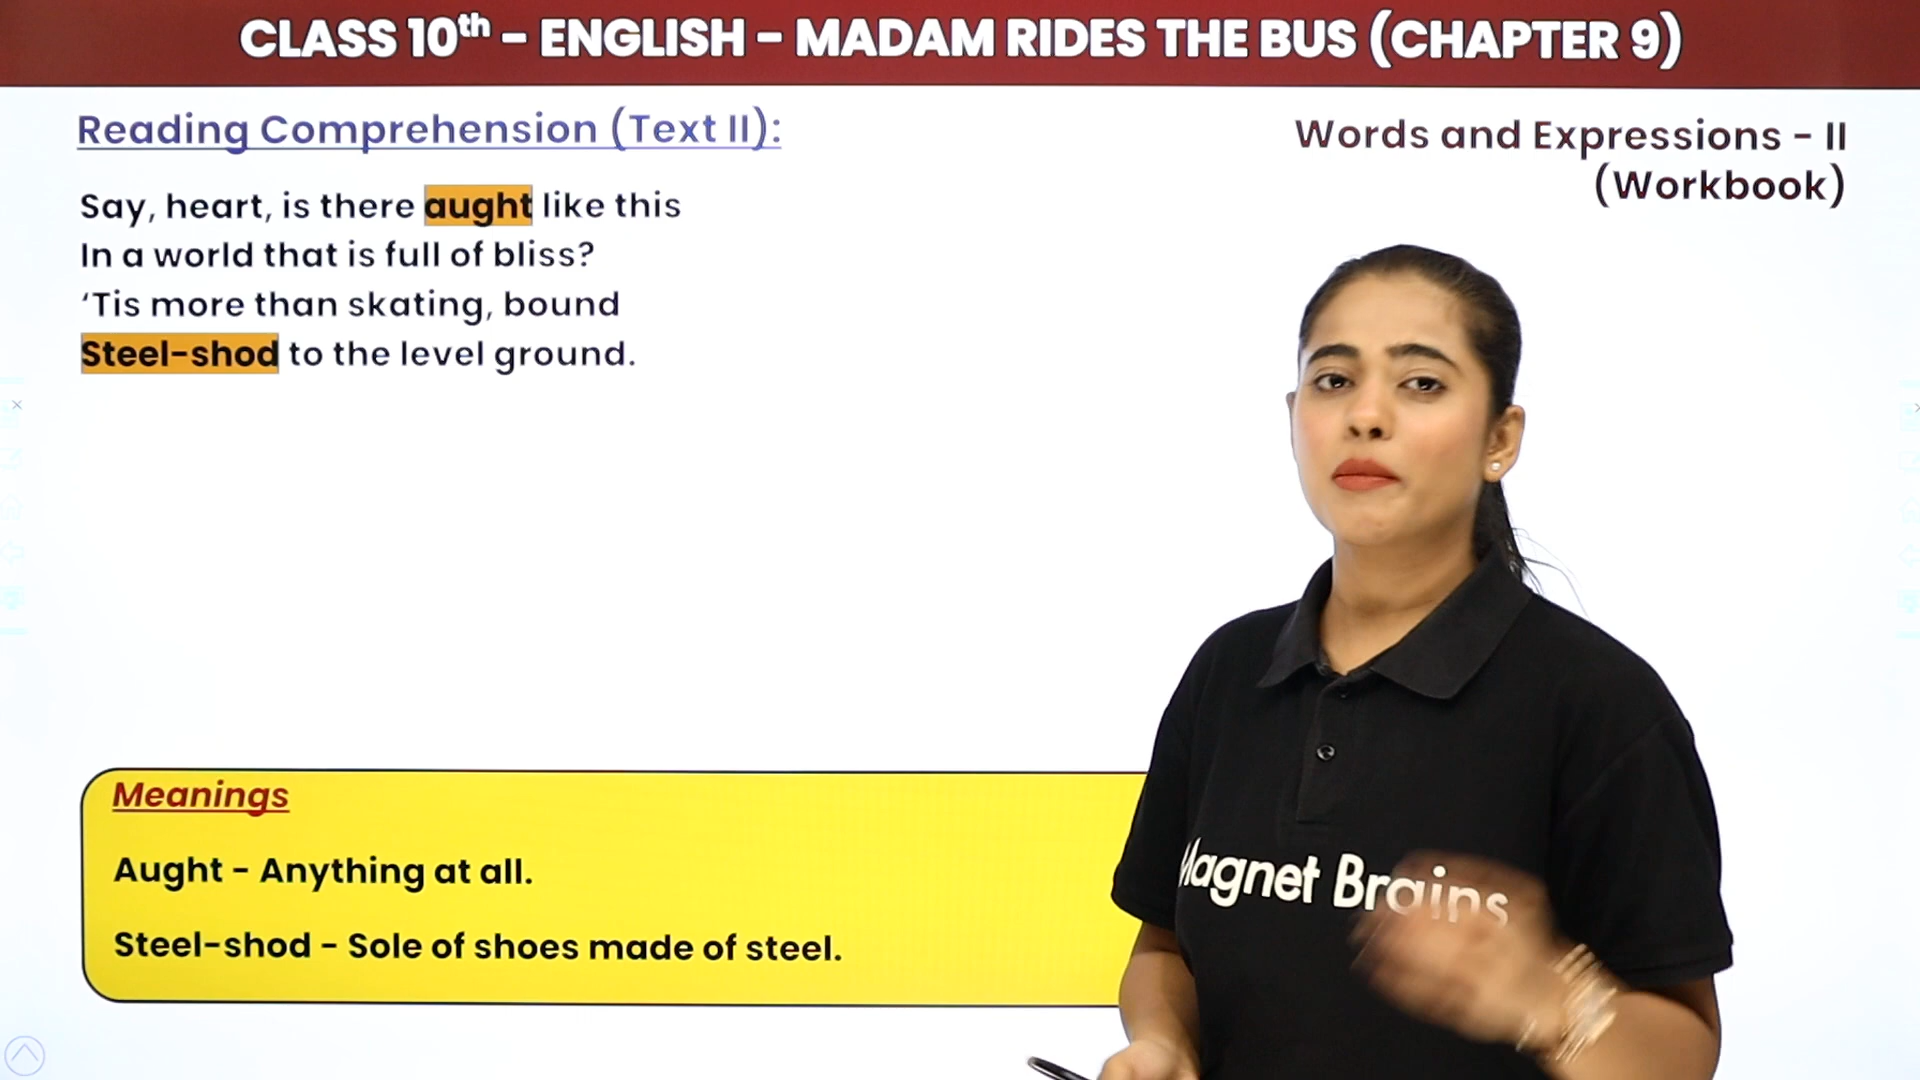 CLASS 10th - ENGLISH - MADAM RIDES THE BUS (CHAPTER 9)
Reading Comprehension (Text II):
Words and Expressions - II
(Workbook)
Say, heart, is there aught like this
In a world that is full of bliss?
‘Tis more than skating, bound
Steel-shod to the level ground.
Meanings
Aught - Anything at all.
Steel-shod - Sole of shoes made of steel.
Magnet Brains